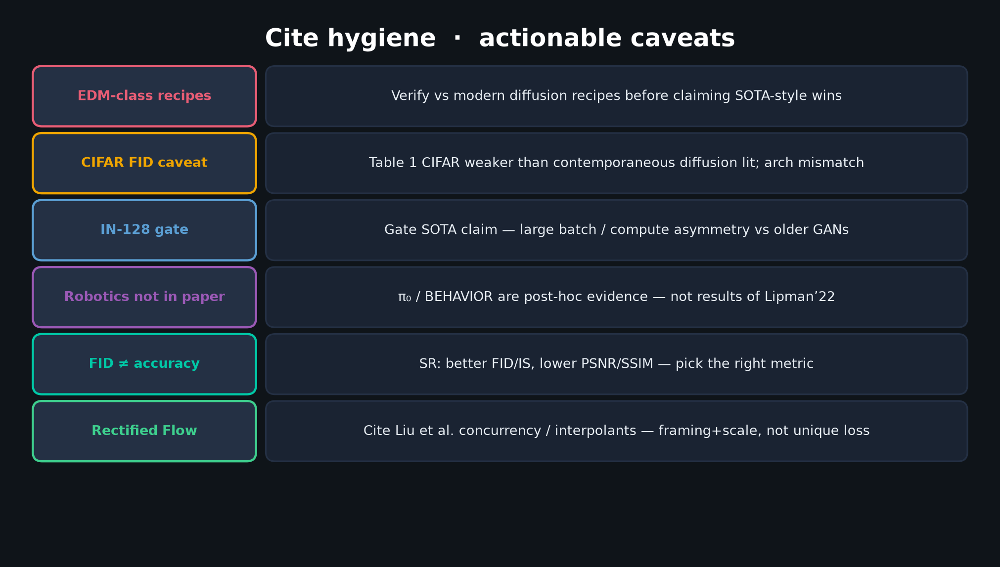 Cite hygiene · actionable caveats
EDM-class recipes
Verify vs modern diffusion recipes before claiming SOTA-style wins
CIFAR FID caveat
Table 1 CIFAR weaker than contemporaneous diffusion lit; arch mismatch
IN-128 gate
Gate SOTA claim — large batch / compute asymmetry vs older GANs
Robotics not in paper
π₀ / BEHAVIOR are post-hoc evidence — not results of Lipman’22
FID ≠ accuracy
SR: better FID/IS, lower PSNR/SSIM — pick the right metric
Rectified Flow
Cite Liu et al. concurrency / interpolants — framing+scale, not unique loss